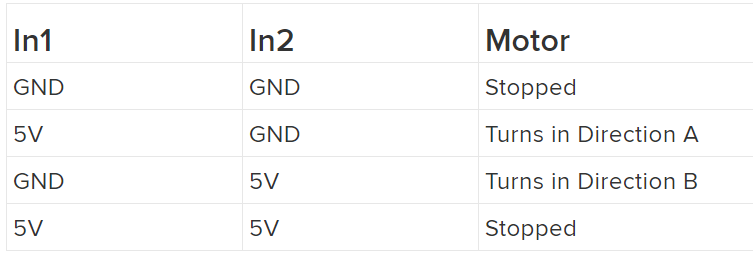 In1 In2 Motor
GND GND Stopped
5V GND Turns in Direction A
GND 5V Turns in Direction B
5V 5V Stopped